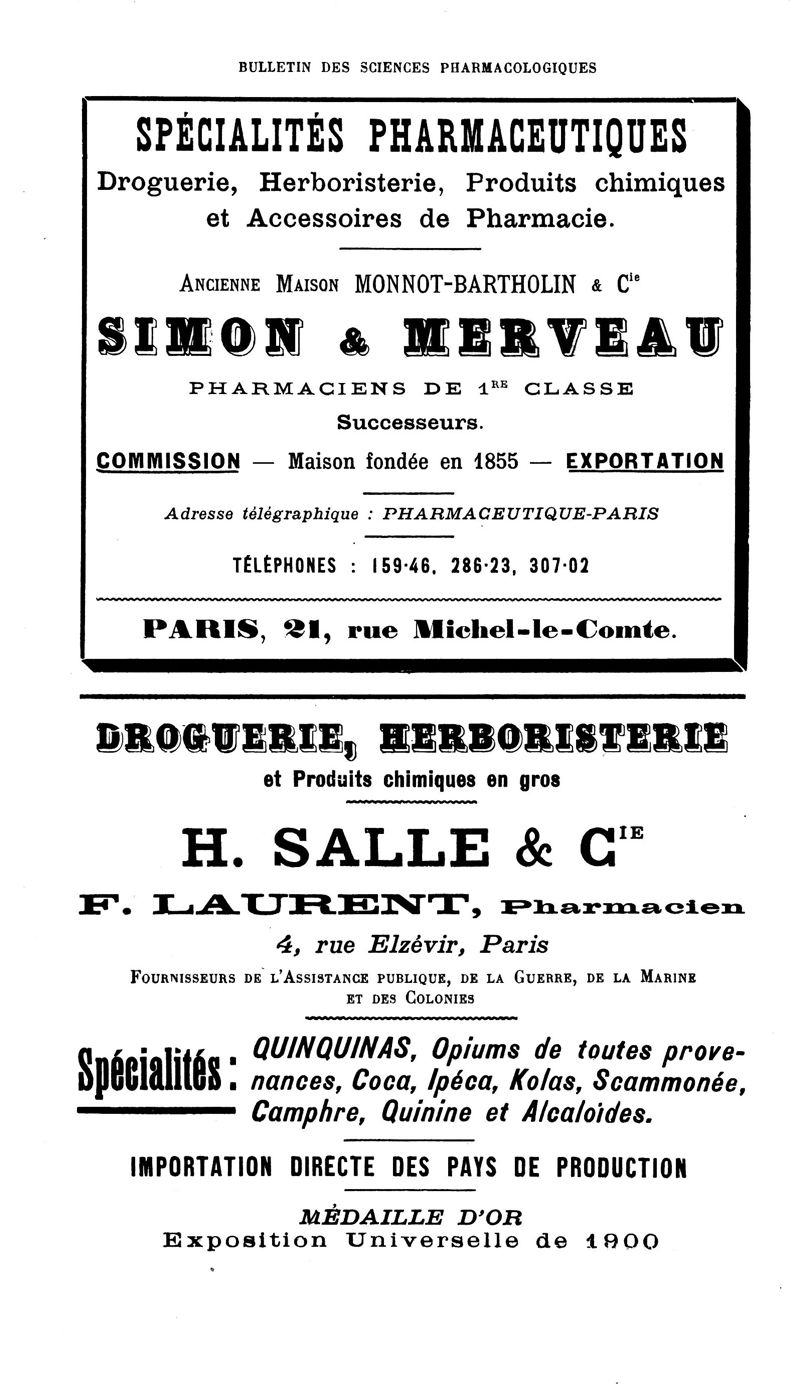 BULLETIN DES SCIENCES PHARMACOLOGIQUES
SPÉCIALITÉS PHARMACEUTIQUES
Droguerie, Herboristerie, Produits chimiques
et Accessoires de Pharmacie.
ANCIENNE MAISON MONNOT-BARTHOLIN & Cie
SIMON & MERVEAU
PHARMACIENS DE 1RE CLASSE
Successeurs.
COMMISSION — Maison fondée en 1855 — EXPORTATION
Adresse télégraphique : PHARMACEUTIQUE-PARIS
TÉLÉPHONES : 159·46, 286·23, 307·02
PARIS, 21, rue Michel-le-Comte.
DROGUERIE, HERBORISTERIE
et Produits chimiques en gros
H. SALLE & CIE
F. LAURENT, Pharmacien
4, rue Elzévir, Paris
FOURNISSEURS DE L'ASSISTANCE PUBLIQUE, DE LA GUERRE, DE LA MARINE
ET DES COLONIES
Spécialités : QUINQUINAS, Opiums de toutes prove-
nances, Coca, Ipéca, Kolas, Scammonée,
Camphre, Quinine et Alcaloïdes.
IMPORTATION DIRECTE DES PAYS DE PRODUCTION
MÉDAILLE D'OR
Exposition Universelle de 1900